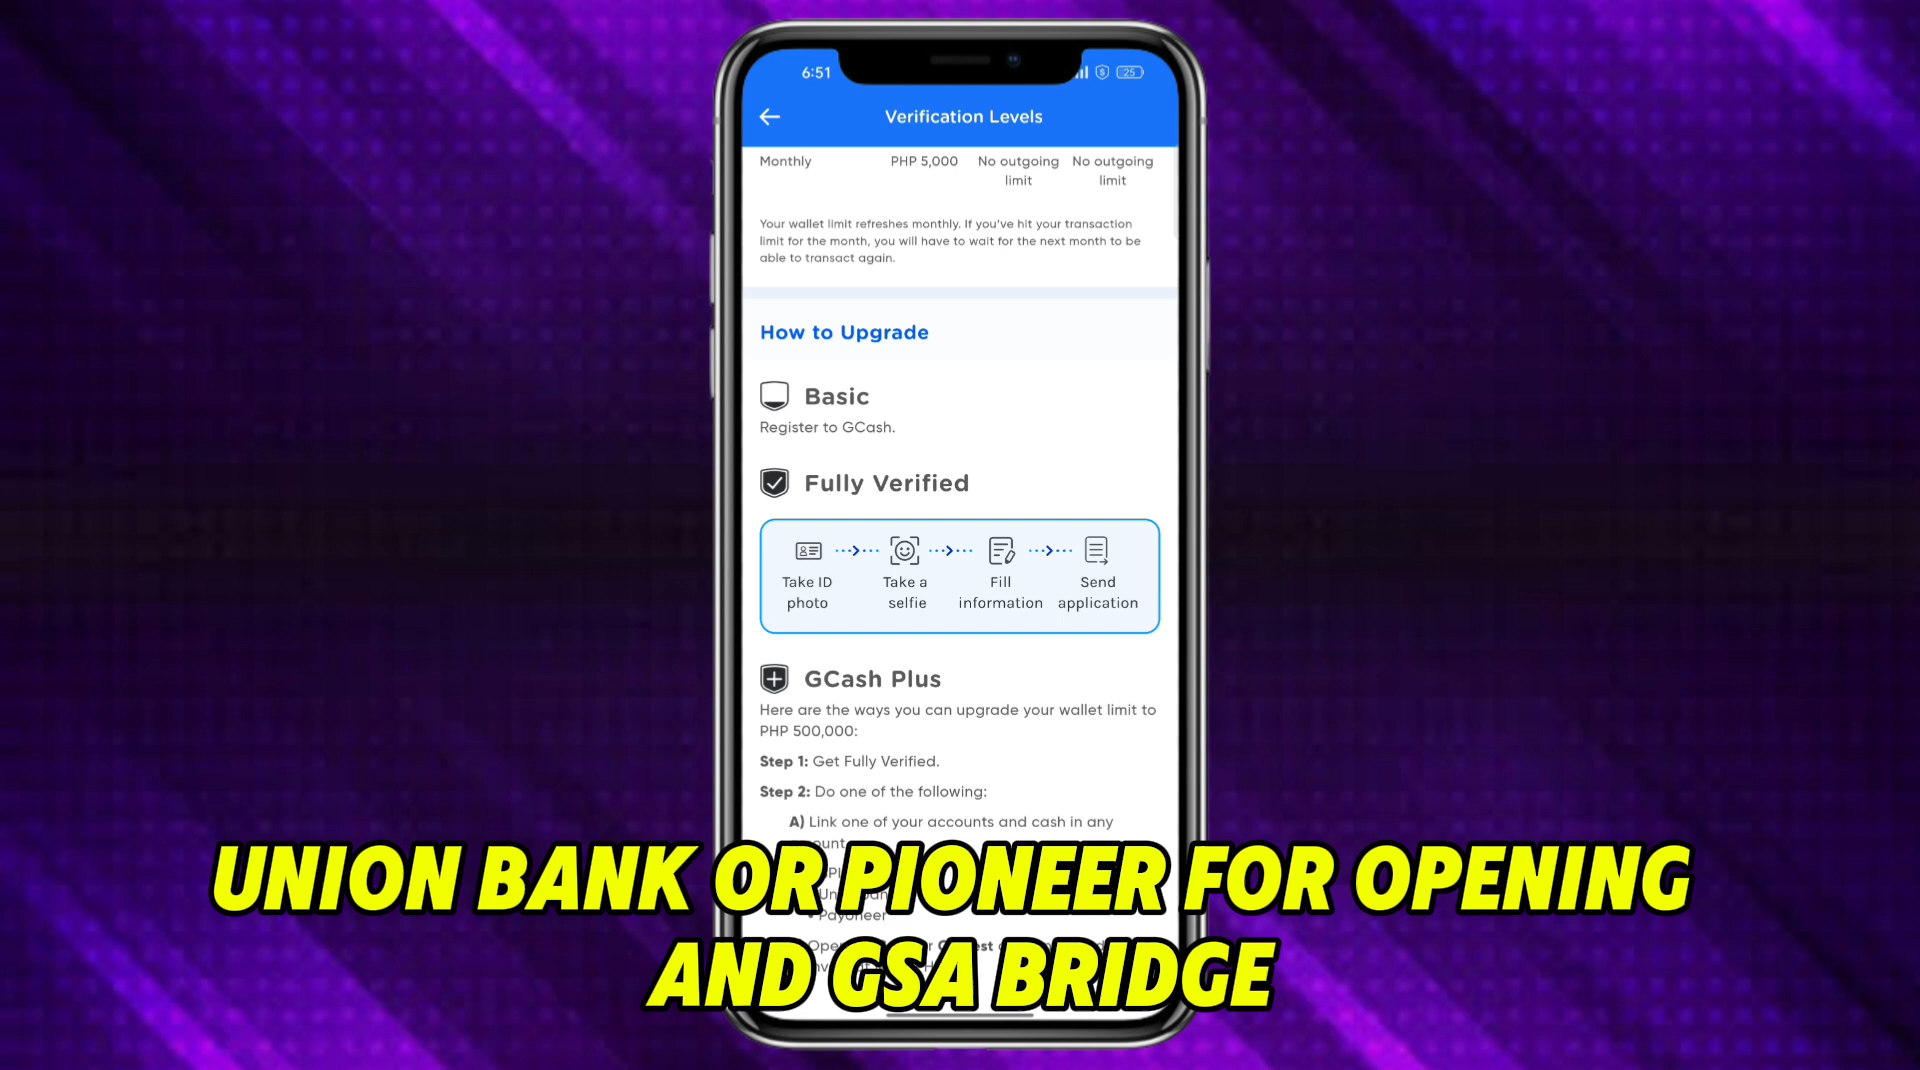 6:51
25
Verification Levels
Monthly PHP 5,000 No outgoing No outgoing
limit limit
Your wallet limit refreshes monthly. If you've hit your transaction
limit for the month, you will have to wait for the next month to be
able to transact again.
How to Upgrade
Basic
Register to GCash.
Fully Verified
Take ID Take a Fill Send
photo selfie information application
GCash Plus
Here are the ways you can upgrade your wallet limit to
PHP 500,000:
Step 1: Get Fully Verified.
Step 2: Do one of the following:
A) Link one of your accounts and cash in any
Payoneer
UNION BANK OR PIONEER FOR OPENING
AND GSA BRIDGE